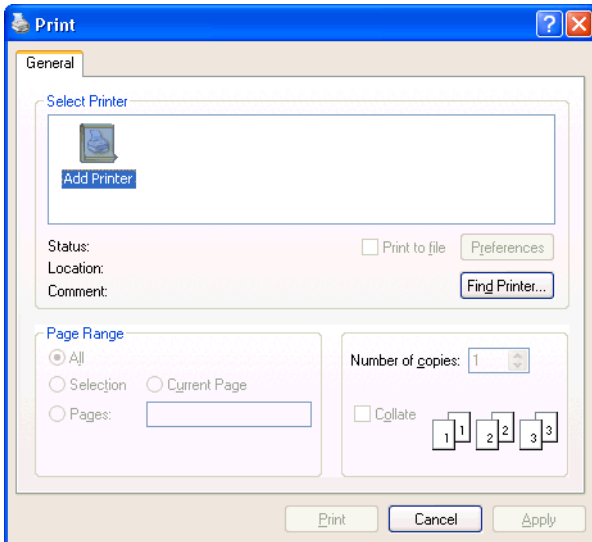 Print
General
Select Printer
Add Printer
Status:
Print to file
Preferences
Location:
Comment:
Find Printer...
Page Range
All
Selection
Current Page
Pages:
Number of copies: 1
Collate
1 1 2 2 3 3
Print
Cancel
Apply